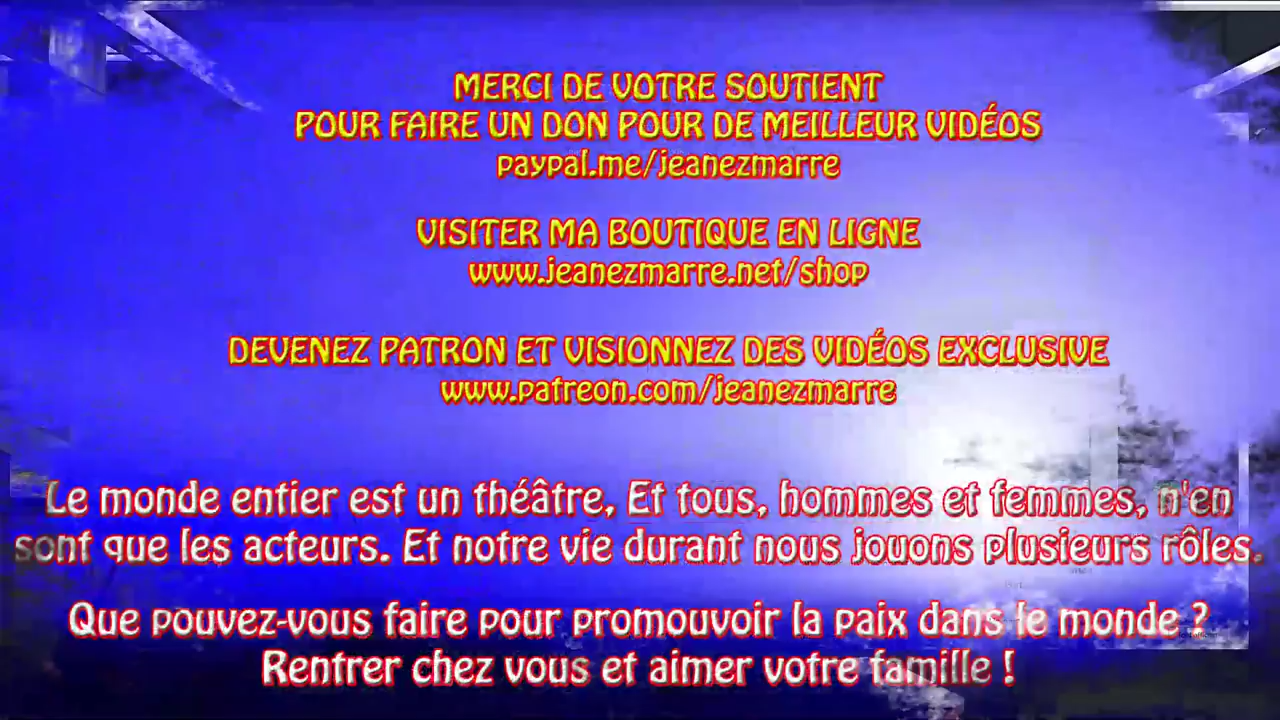 MERCI DE VOTRE SOUTIENT
POUR FAIRE UN DON POUR DE MEILLEUR VIDÉOS
paypal.me/jeanezmarre
VISITER MA BOUTIQUE EN LIGNE
www.jeanezmarre.net/shop
DEVENEZ PATRON ET VISIONNEZ DES VIDÉOS EXCLUSIVE
www.patreon.com/jeanezmarre
Le monde entier est un théâtre, Et tous, hommes et femmes, n'en
sont que les acteurs. Et notre vie durant nous jouons plusieurs rôles.
Que pouvez-vous faire pour promouvoir la paix dans le monde ?
Rentrer chez vous et aimer votre famille !